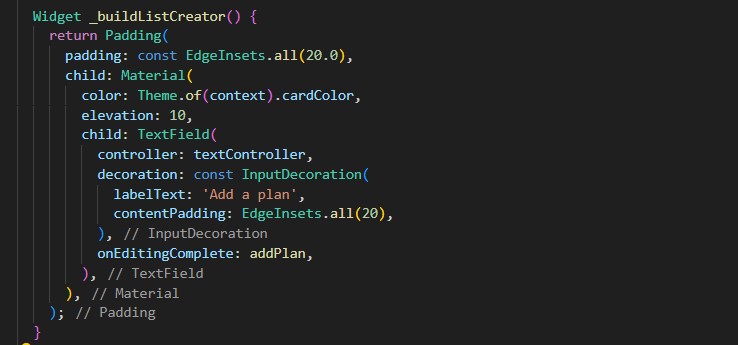 Widget _buildListCreator() {
return Padding(
padding: const EdgeInsets.all(20.0),
child: Material(
color: Theme.of(context).cardColor,
elevation: 10,
child: TextField(
controller: textController,
decoration: const InputDecoration(
labelText: 'Add a plan',
contentPadding: EdgeInsets.all(20),
), // InputDecoration
onEditingComplete: addPlan,
), // TextField
), // Material
); // Padding
}